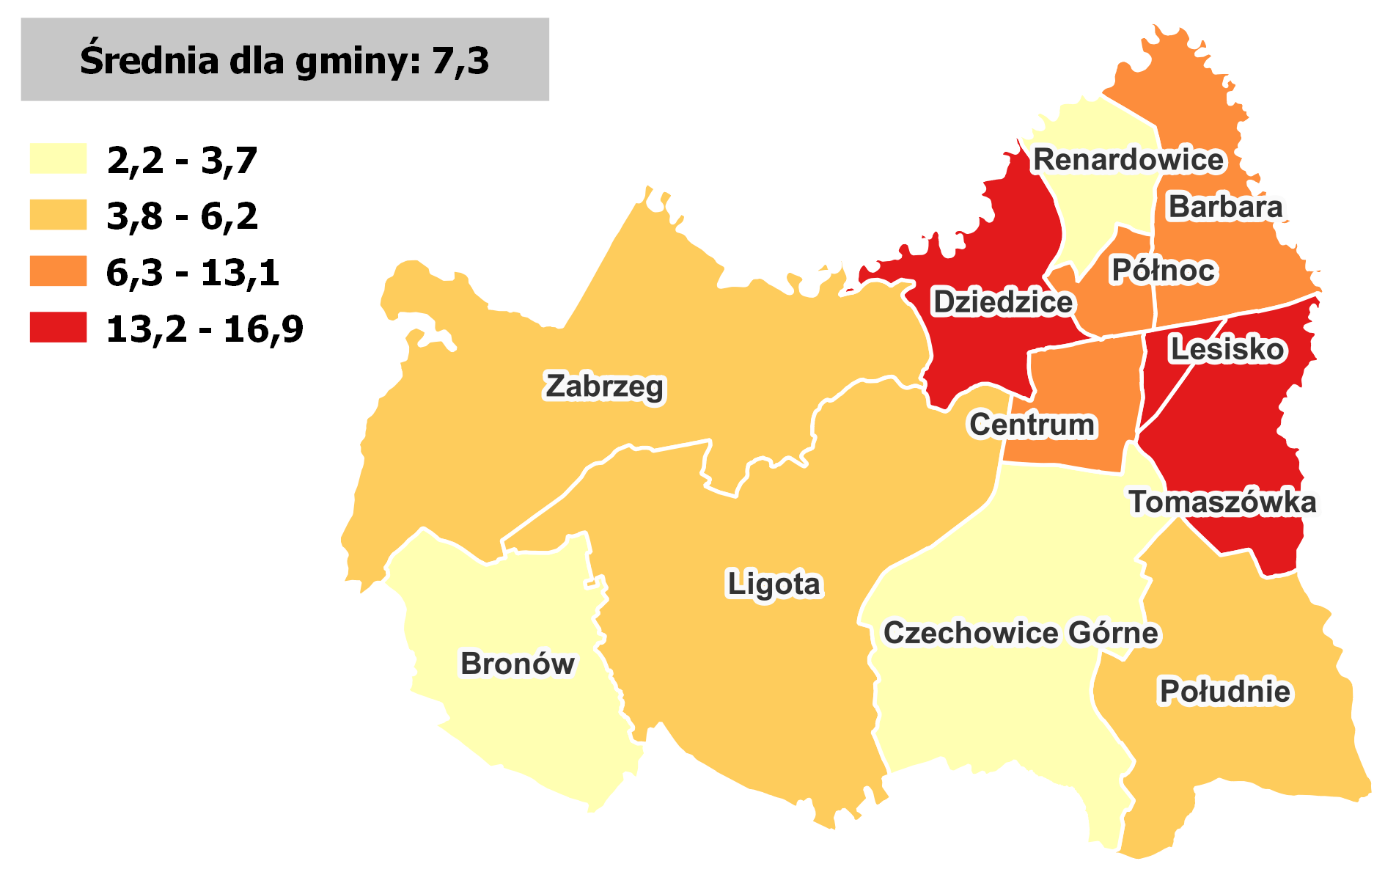 Średnia dla gminy: 7,3
2,2 - 3,7
3,8 - 6,2
6,3 - 13,1
13,2 - 16,9
Renardowice
Barbara
Północ
Dziedzice
Lesisko
Zabrzeg
Centrum
Tomaszówka
Ligota
Czechowice Górne
Bronów
Południe